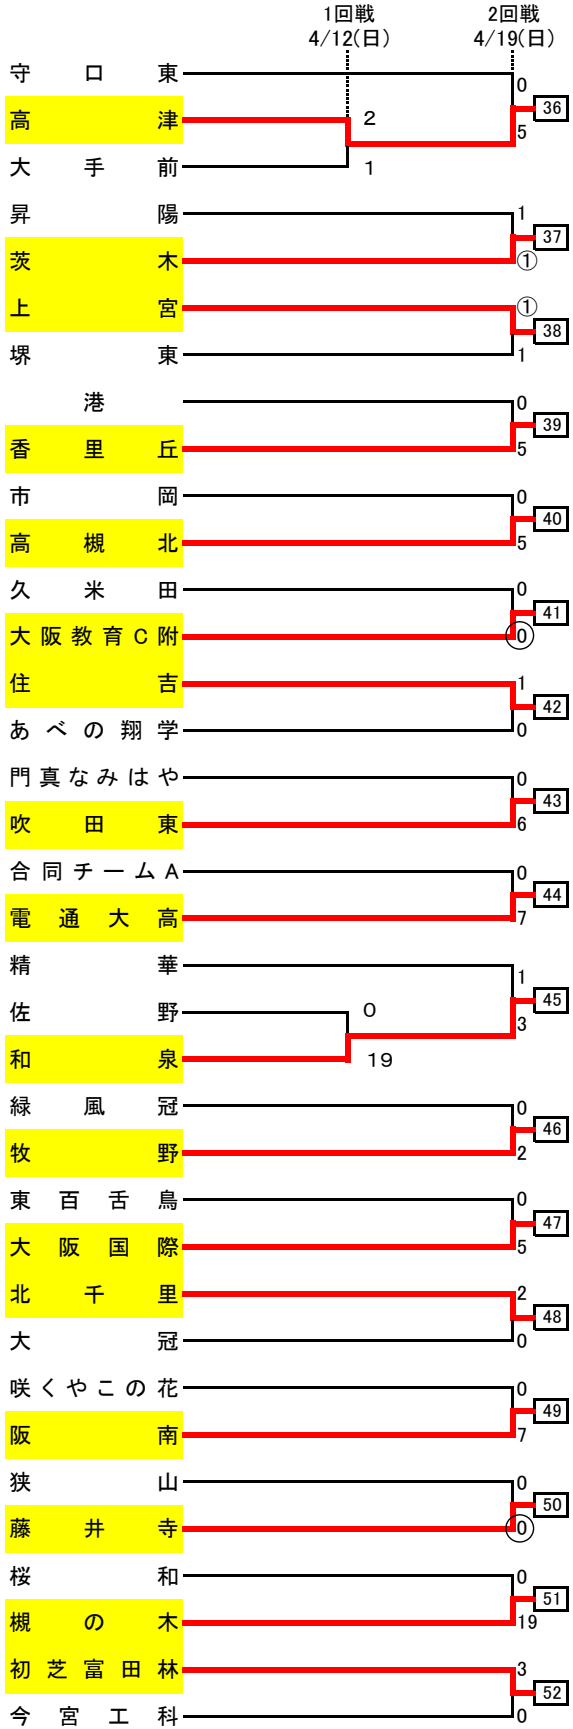 1回戦 2回戦
4/12(日) 4/19(日)
守口東
0
36
高津 2
5
大手前 1
昇陽 1
37
茨木 ①
上宮 ①
38
堺東 1
港 0
39
香里丘 5
市岡 0
40
高槻北 5
久米田 0
41
大阪教育C附 0
住吉 1
42
あべの翔学 0
門真なみはや 0
43
吹田東 6
合同チームA 0
44
電通大高 7
精華 1
45
佐野 0
3
和泉 19
緑風冠 0
46
牧野 2
東百舌鳥 0
47
大阪国際 5
北千里 2
48
大冠 0
咲くやこの花 0
49
阪南 7
狭山 0
50
藤井寺 0
桜和 0
51
槻の木 19
初芝富田林 3
52
今宮工科 0